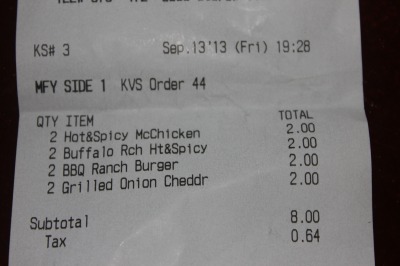 KS# 3 Sep.13'13 (Fri) 19:28
MFY SIDE 1 KVS Order 44
QTY ITEM TOTAL
2 Hot&Spicy McChicken 2.00
2 Buffalo Rch Ht&Spicy 2.00
2 BBQ Ranch Burger 2.00
2 Grilled Onion Cheddr 2.00
Subtotal 8.00
Tax 0.64